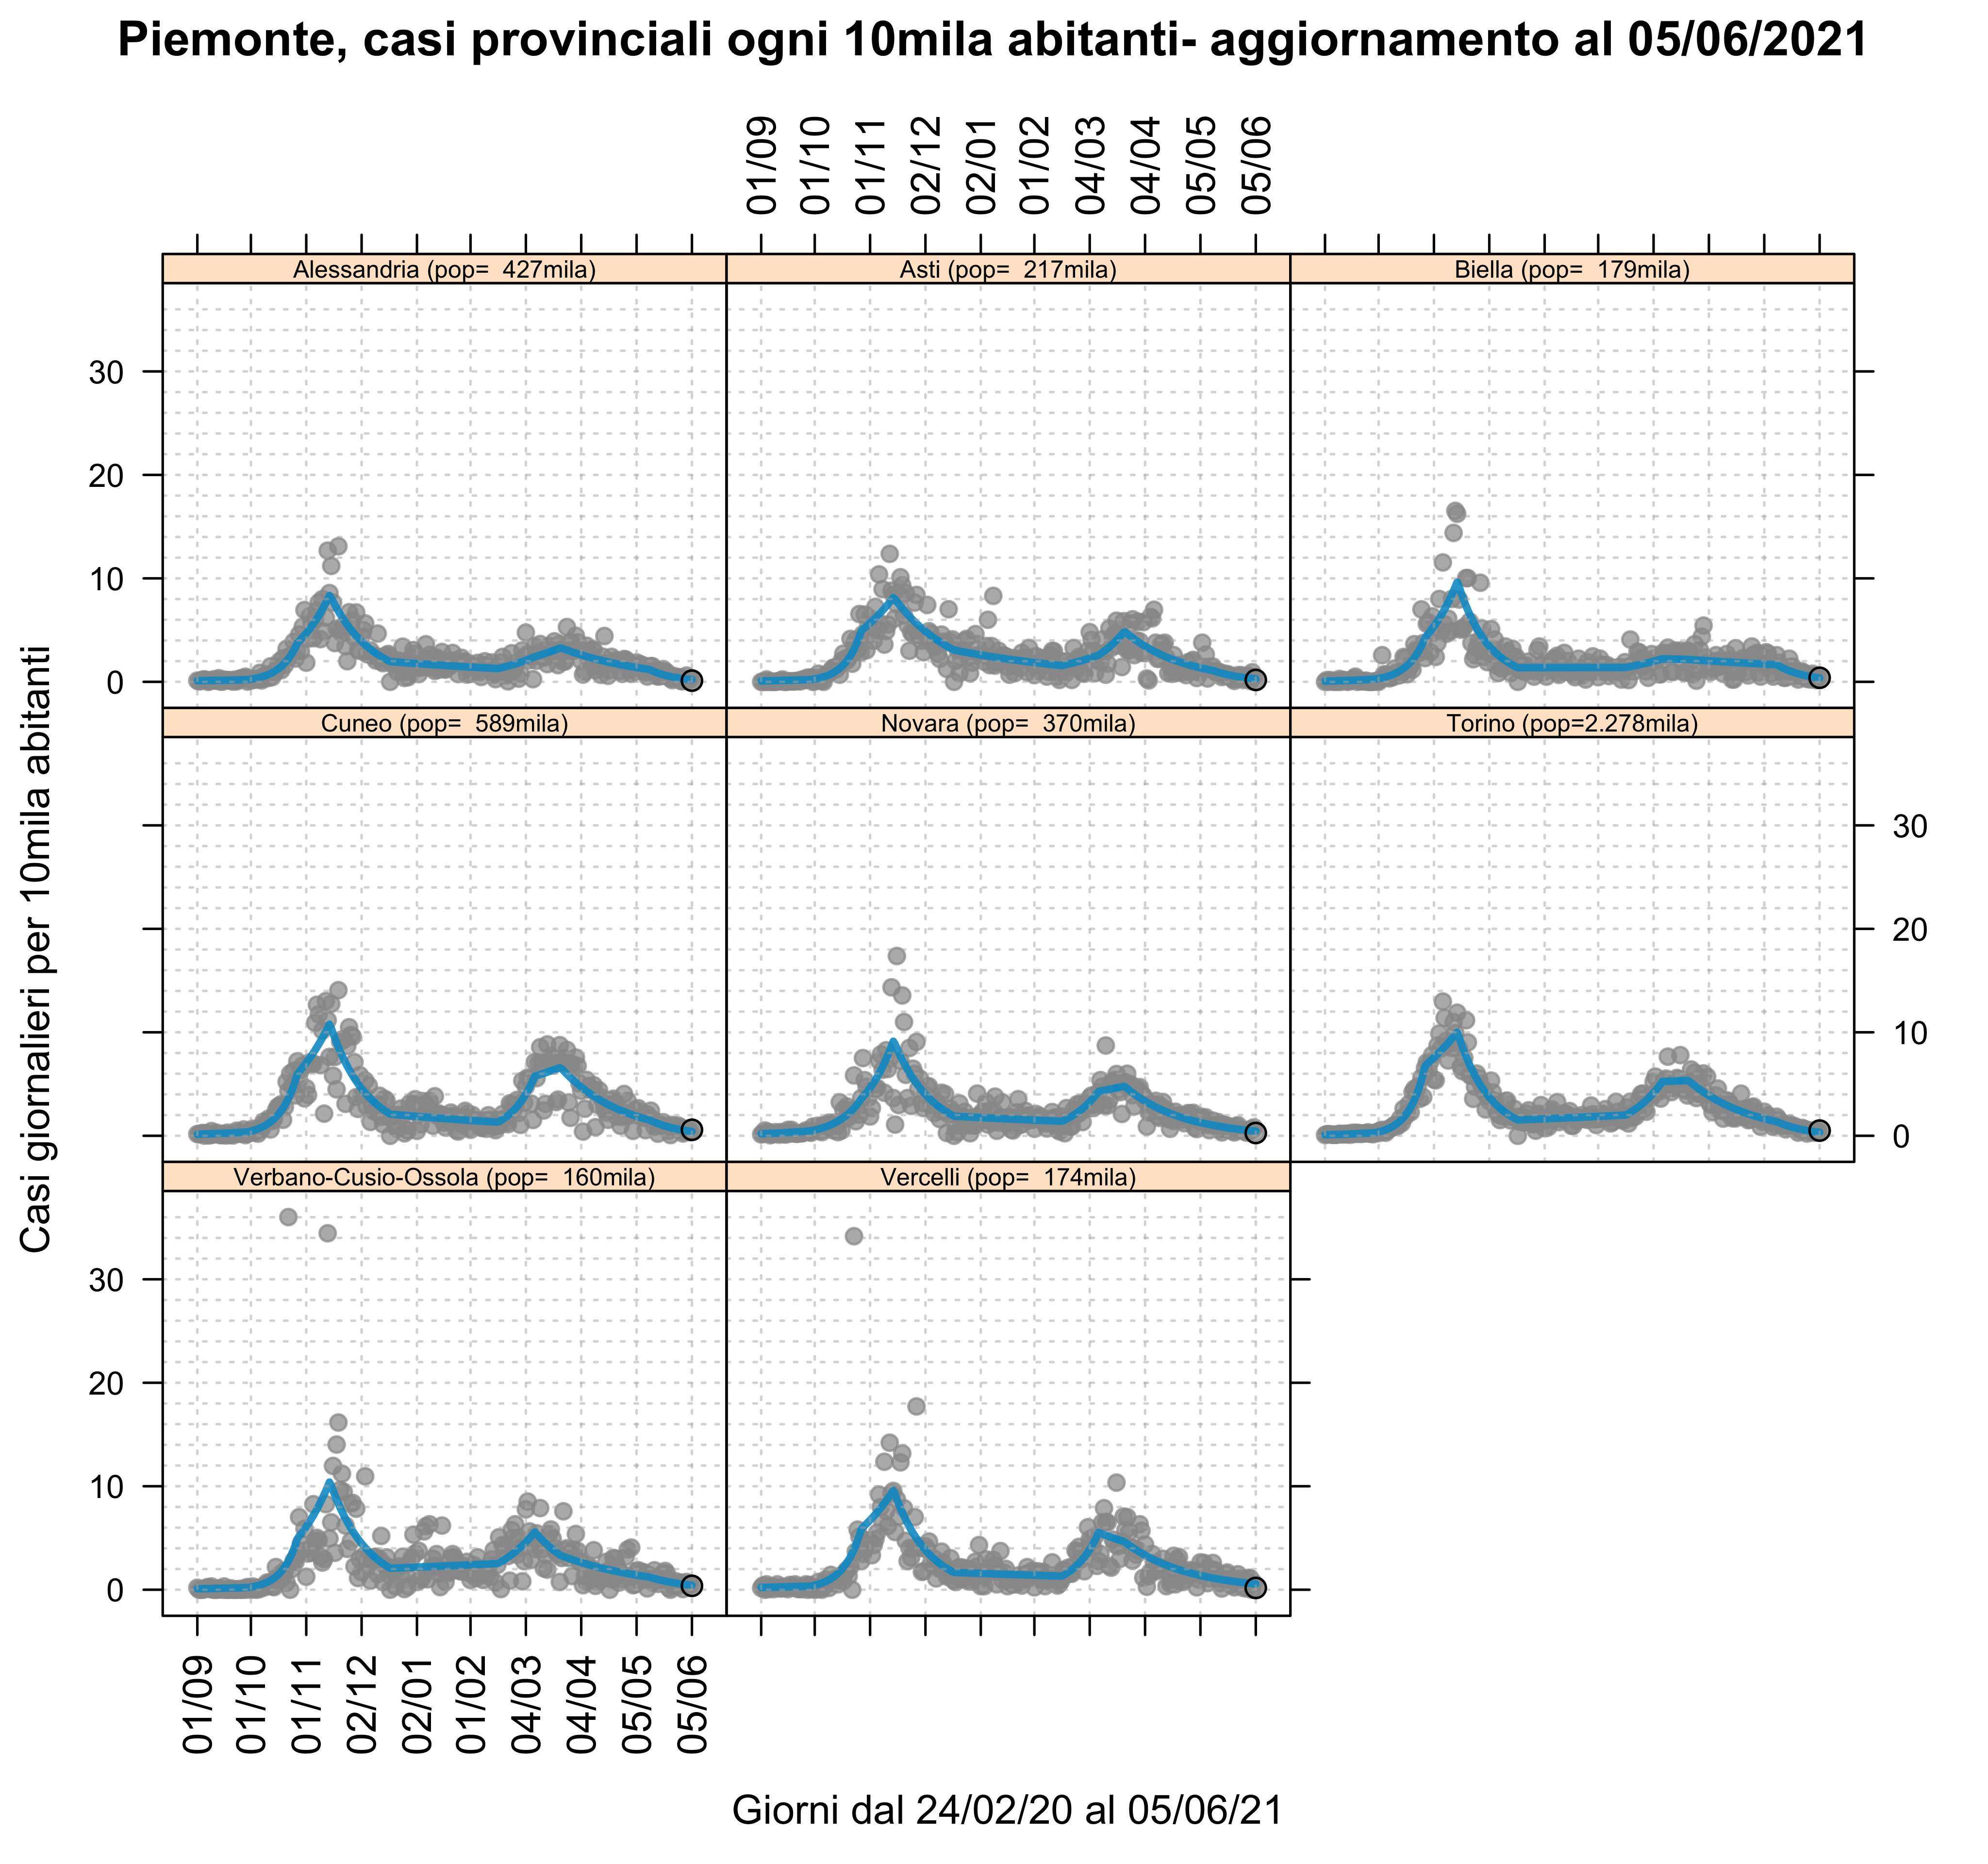 Piemonte, casi provinciali ogni 10mila abitanti- aggiornamento al 05/06/2021
01/09 01/10 01/11 02/12 02/01 01/02 04/03 04/04 05/05 05/06
Alessandria (pop= 427mila)
Asti (pop= 217mila)
Biella (pop= 179mila)
30
20
10
0
Cuneo (pop= 589mila)
Novara (pop= 370mila)
Torino (pop=2.278mila)
30
20
10
0
Verbano-Cusio-Ossola (pop= 160mila)
Vercelli (pop= 174mila)
30
20
10
0
01/09 01/10 01/11 02/12 02/01 01/02 04/03 04/04 05/05 05/06
Casi giornalieri per 10mila abitanti
Giorni dal 24/02/20 al 05/06/21